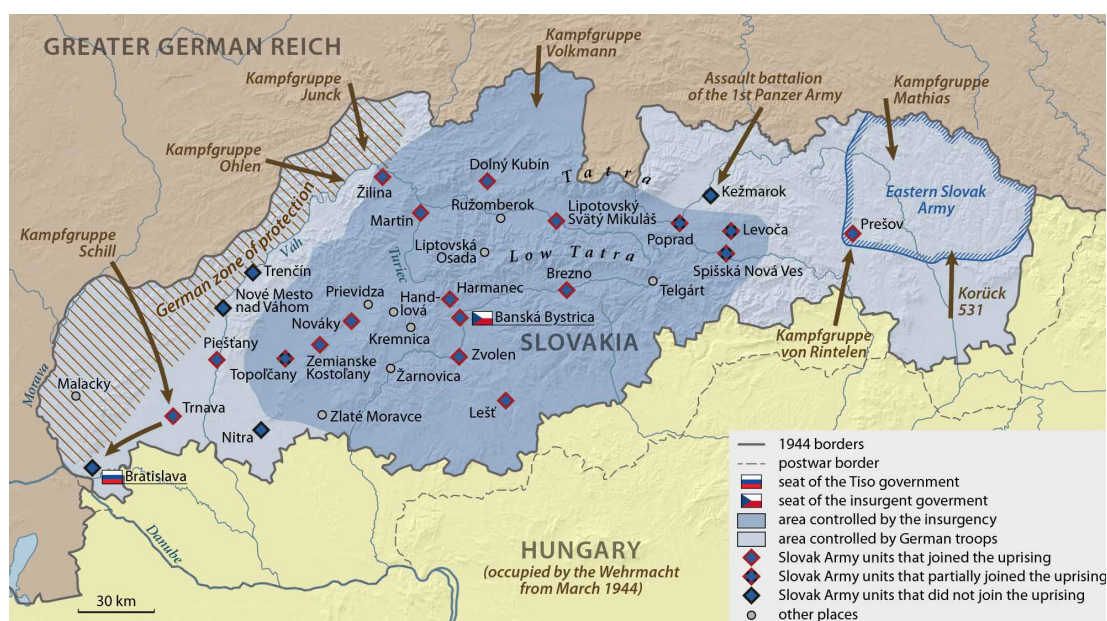 GREATER GERMAN REICH
Kampfgruppe
Volkmann
Kampfgruppe
Junck
Assault battalion
of the 1st Panzer Army
Kampfgruppe
Mathias
Kampfgruppe
Ohlen
Dolný Kubín
Tatra
Kežmarok
Žilina
Eastern Slovak
Army
Ružomberok
Lipotovský
Svätý Mikuláš
Martin
Levoča
Prešov
Poprad
Kampfgruppe
Schill
German zone of protection
Váh
Liptovská
Osada
Low Tatra
Turiec
Spišská Nová Ves
Trenčín
Brezno
Telgárt
Nové Mesto
nad Váhom
Prievidza
Hand-
lová
Harmanec
Korück
531
Nováky
Banská Bystrica
Kremnica
SLOVAKIA
Kampfgruppe
von Rintelen
Piešťany
Topoľčany
Zemianske
Kostoľany
Zvolen
Žarnovica
Morava
Malacky
Trnava
Zlaté Moravce
Lešť
Nitra
Bratislava
Danube
HUNGARY
(occupied by the Wehrmacht
from March 1944)
30 km
1944 borders
postwar border
seat of the Tiso government
seat of the insurgent goverment
area controlled by the insurgency
area controlled by German troops
Slovak Army units that joined the uprising
Slovak Army units that partially joined the uprising
Slovak Army units that did not join the uprising
other places